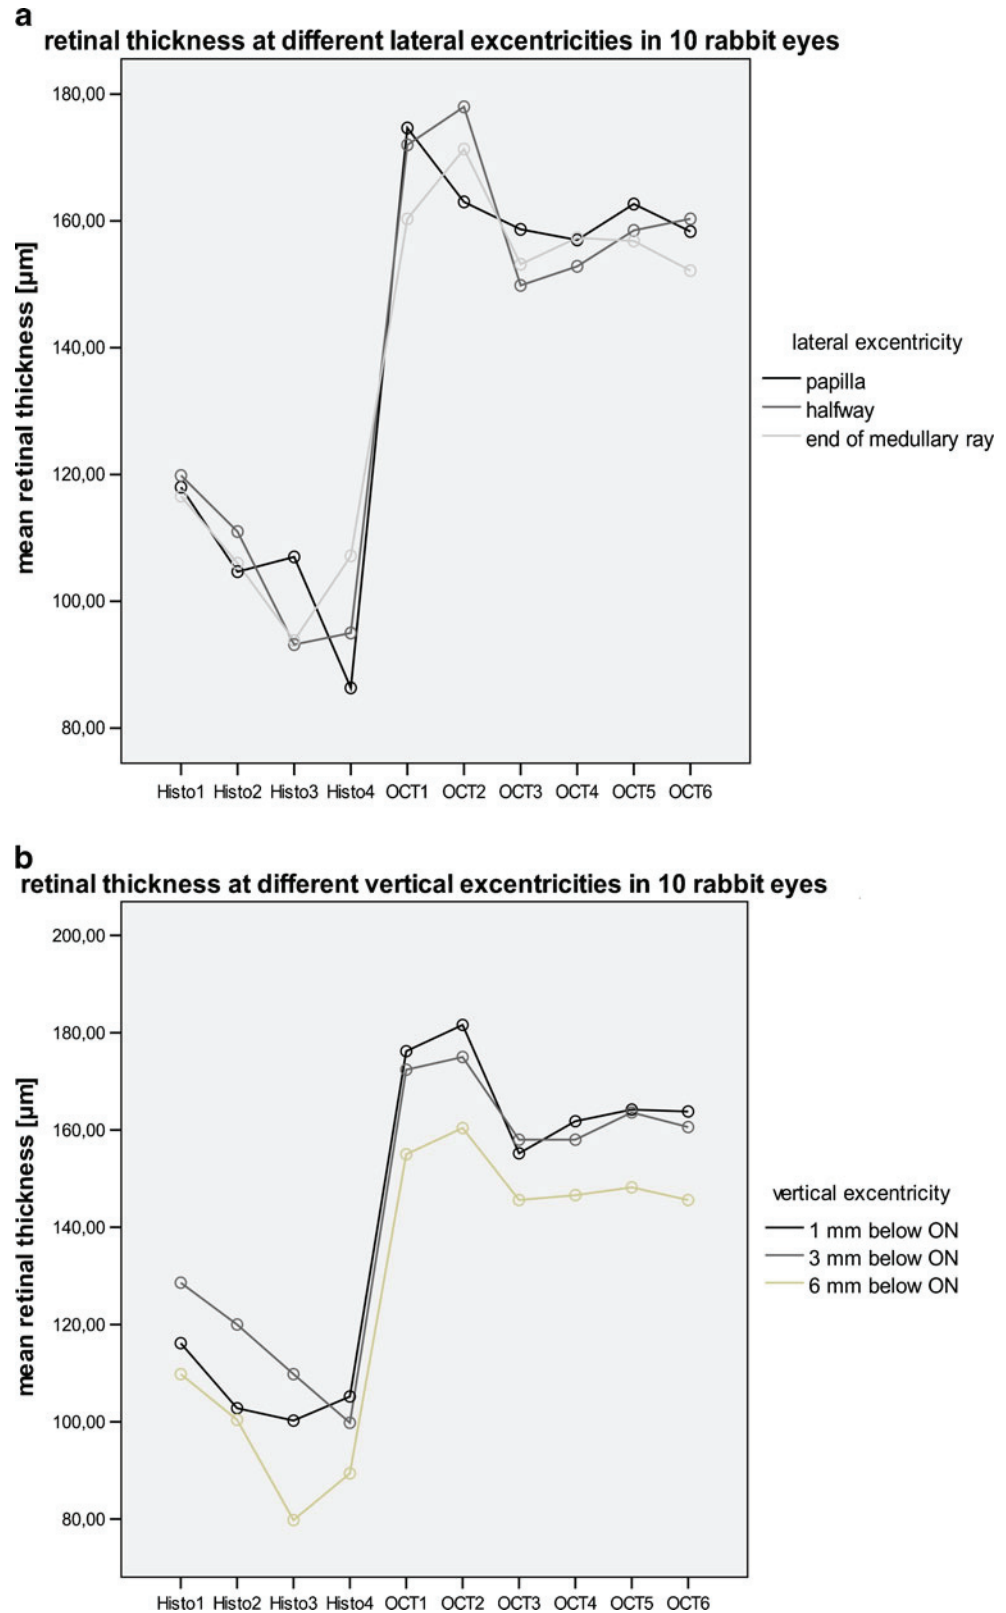 a
retinal thickness at different lateral excentricities in 10 rabbit eyes
180,00
160,00
140,00
120,00
100,00
80,00
mean retinal thickness [µm]
Histo1 Histo2 Histo3 Histo4 OCT1 OCT2 OCT3 OCT4 OCT5 OCT6
lateral excentricity
papilla
halfway
end of medullary ray
b
retinal thickness at different vertical excentricities in 10 rabbit eyes
200,00
180,00
160,00
140,00
120,00
100,00
80,00
mean retinal thickness [µm]
Histo1 Histo2 Histo3 Histo4 OCT1 OCT2 OCT3 OCT4 OCT5 OCT6
vertical excentricity
1 mm below ON
3 mm below ON
6 mm below ON